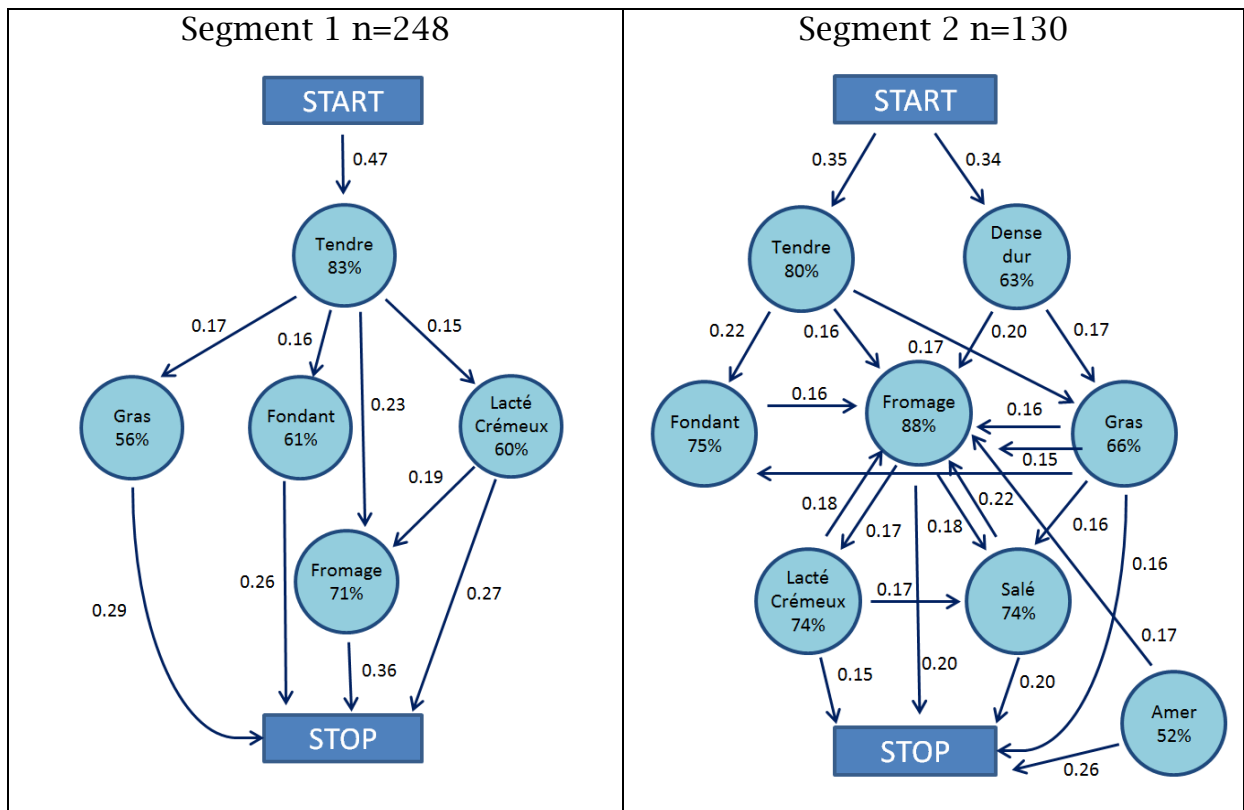 Segment 1 n=248
START
0.47
Tendre
83%
0.17
0.16
0.15
Gras
56%
Fondant
61%
0.23
Lacté
Crémeux
60%
0.19
Fromage
71%
0.29
0.26
0.27
0.36
STOP
Segment 2 n=130
START
0.35
0.34
Tendre
80%
Dense
dur
63%
0.22
0.16
0.17
0.20
0.17
Fondant
75%
0.16
Fromage
88%
0.16
Gras
66%
0.15
0.18
0.17
0.18
0.22
0.16
0.16
Lacté
Crémeux
74%
0.17
Salé
74%
0.17
0.15
0.20
0.20
Amer
52%
STOP
0.26